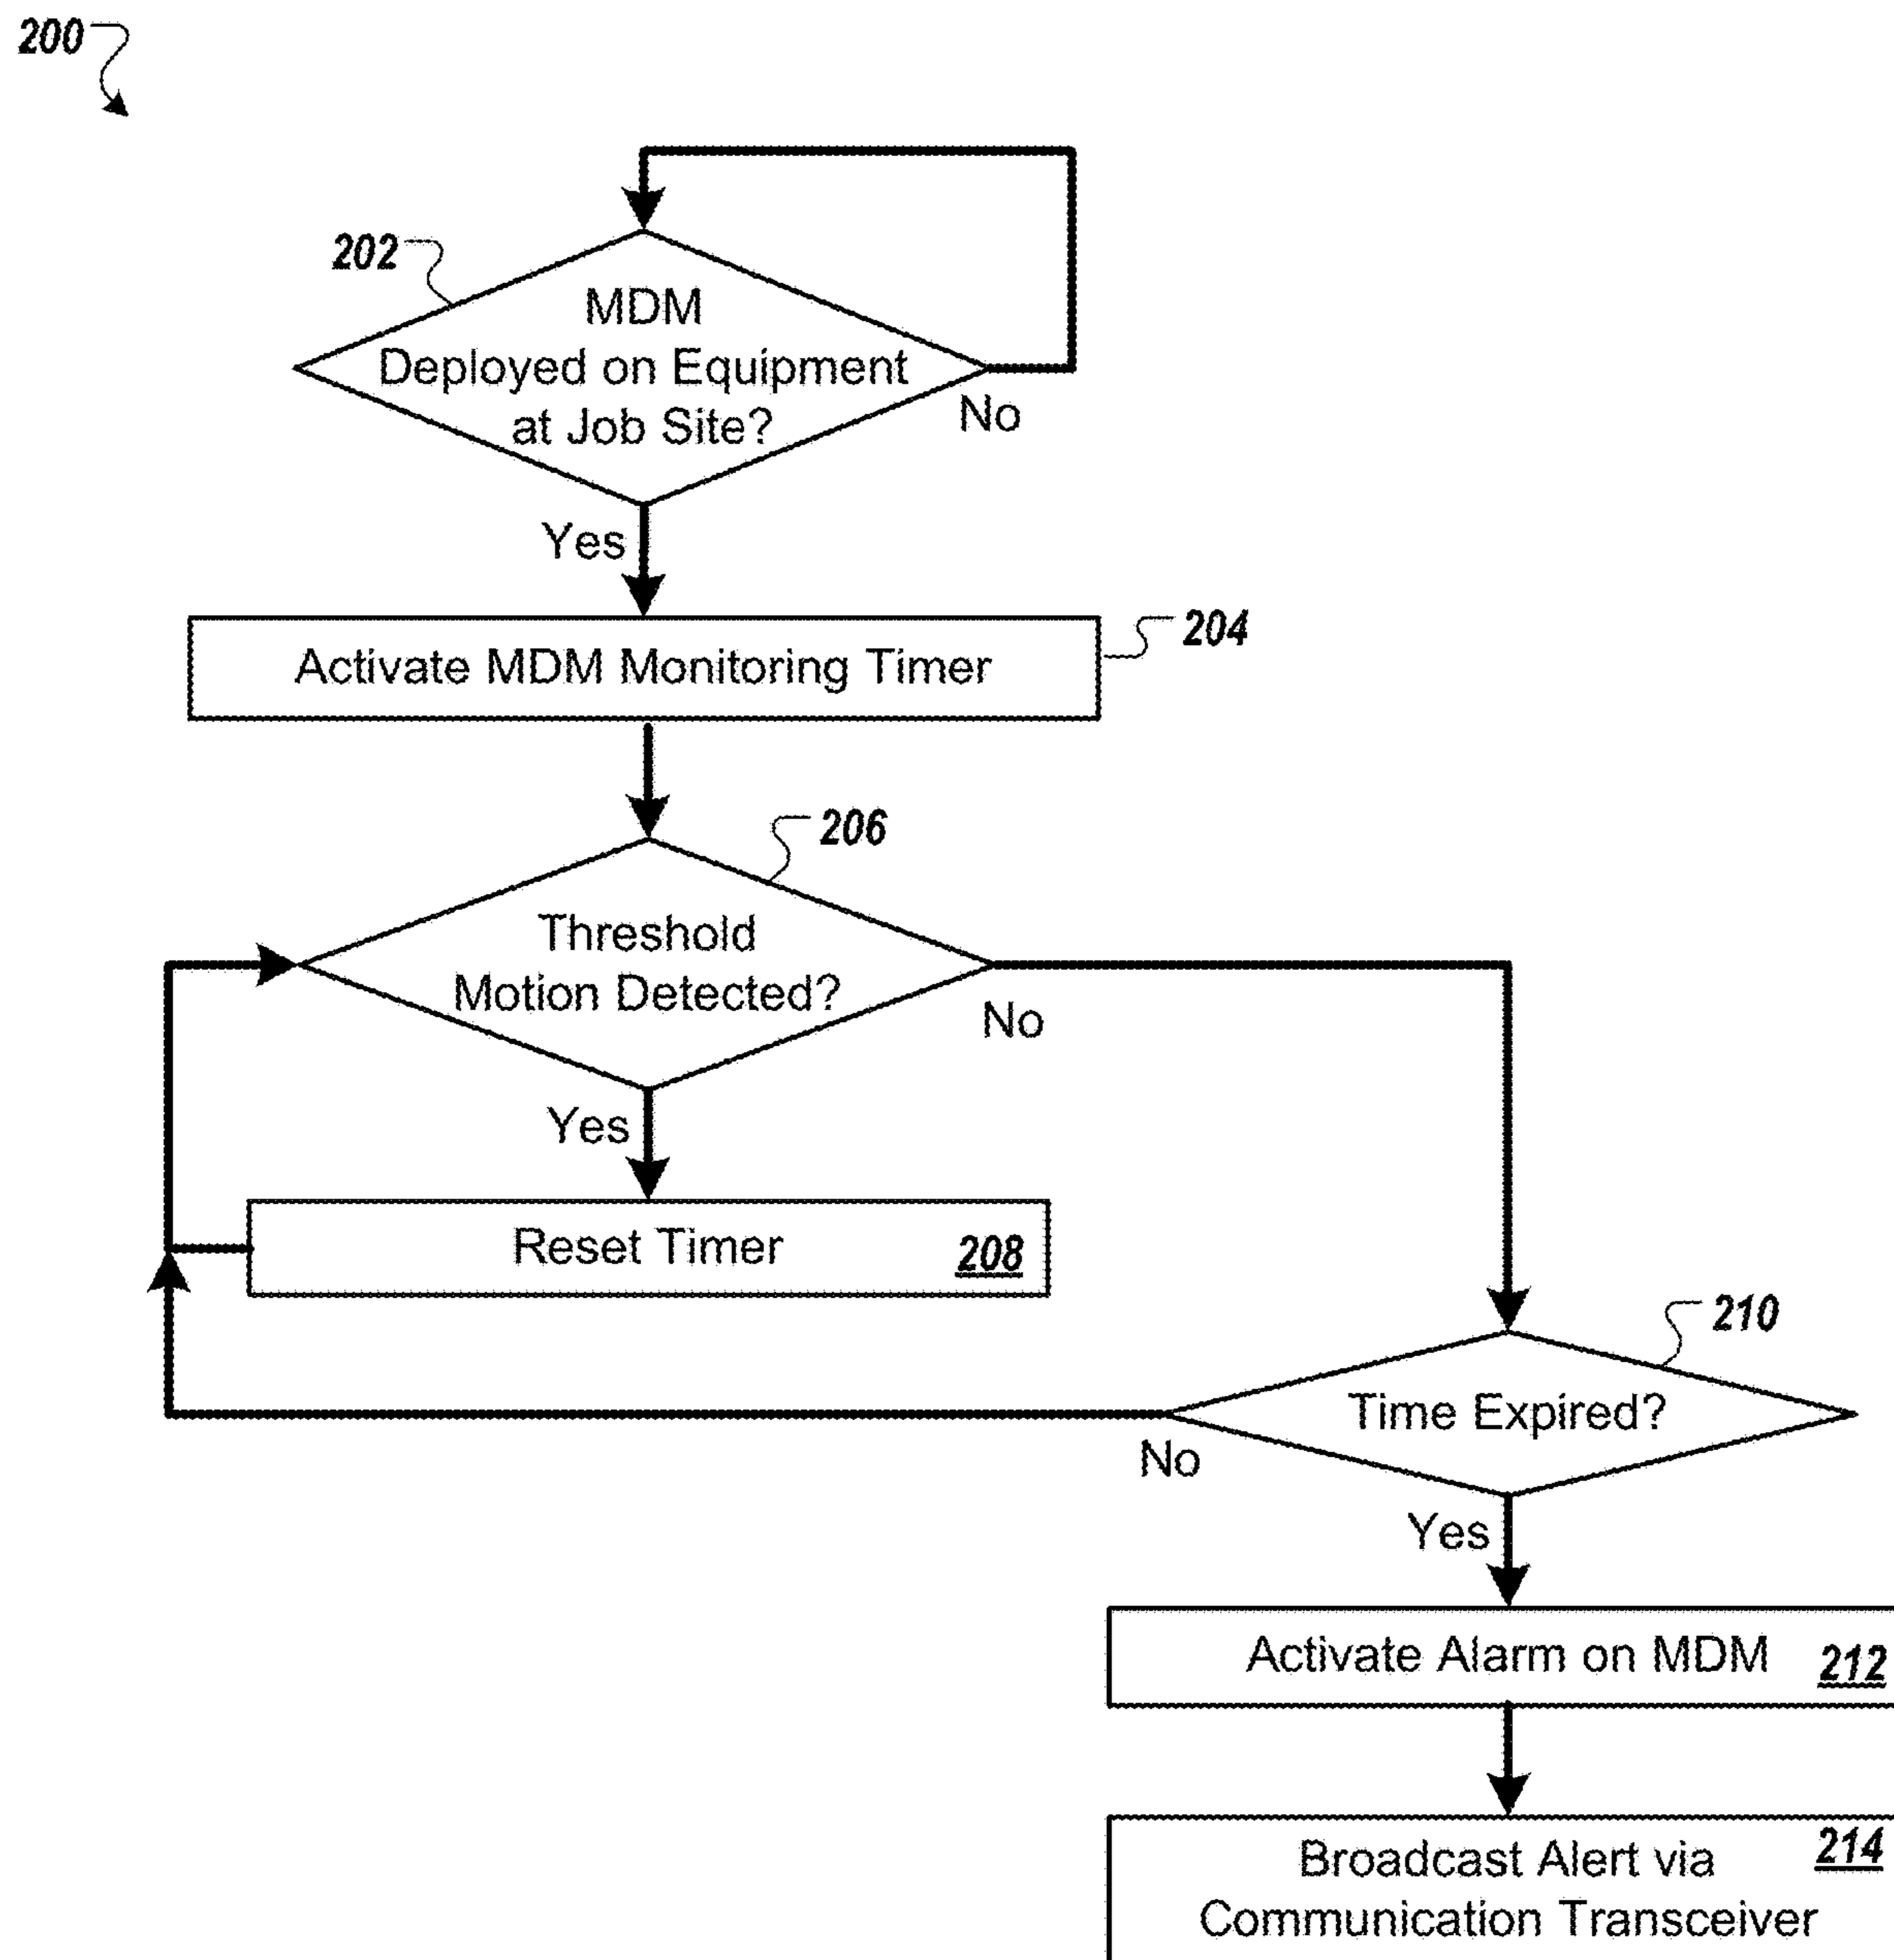 200
202
MDM
Deployed on Equipment
at Job Site?
No
Yes
Activate MDM Monitoring Timer
204
206
Threshold
Motion Detected?
No
Yes
Reset Timer
208
210
Time Expired?
No
Yes
Activate Alarm on MDM
212
Broadcast Alert via
214
Communication Transceiver